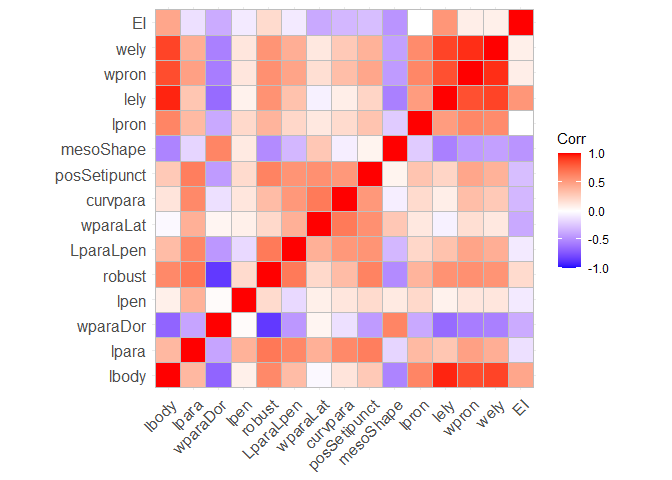 EI
wely
wpron
lely
lpron
mesoShape
posSetipunct
curvpara
wparaLat
LparaLpen
robust
lpen
wparaDor
lpara
lbody
lbody
lpara
wparaDor
lpen
robust
LparaLpen
wparaLat
curvpara
posSetipunct
mesoShape
lpron
lely
wpron
wely
EI
Corr
1.0
0.5
0.0
-0.5
-1.0